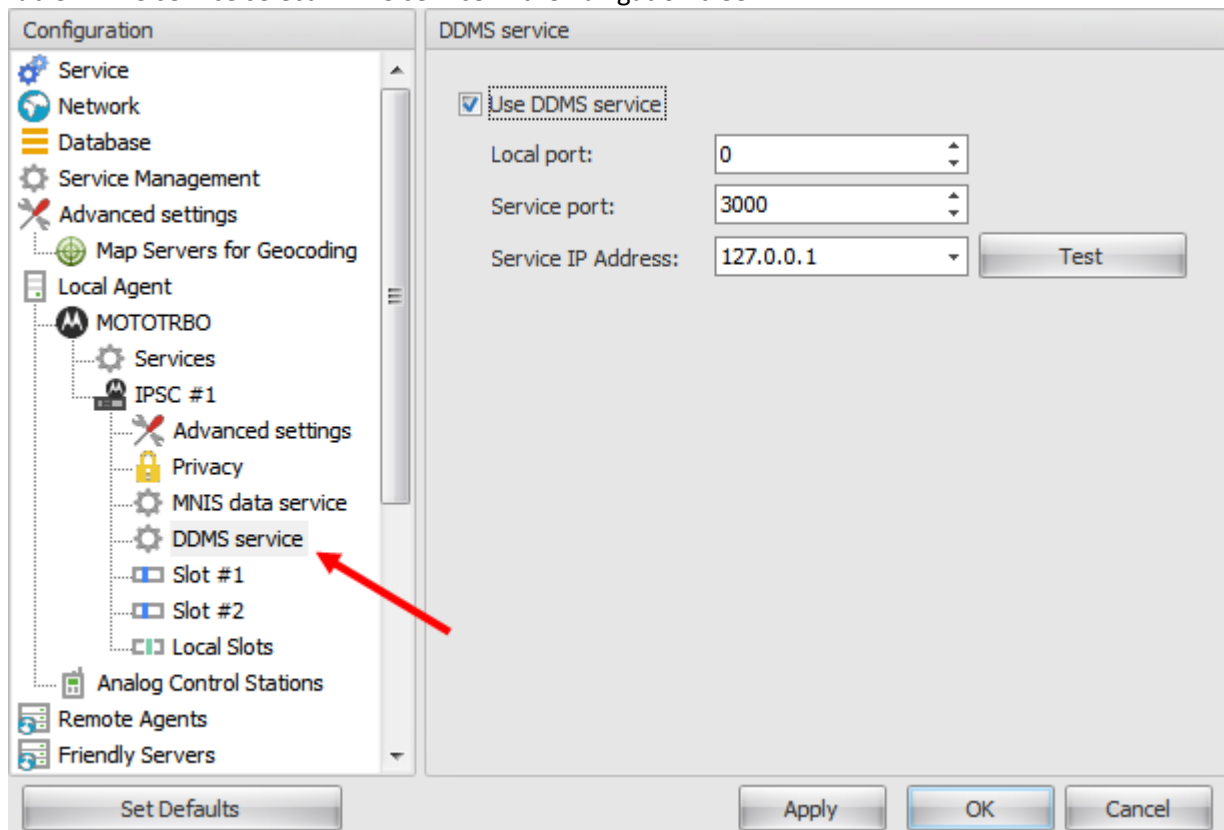 Configuration
Service
Network
Database
Service Management
Advanced settings
Map Servers for Geocoding
Local Agent
MOTOTRBO
Services
IPSC #1
Advanced settings
Privacy
MNIS data service
DDMS service
Slot #1
Slot #2
Local Slots
Analog Control Stations
Remote Agents
Friendly Servers
DDMS service
Use DDMS service
Local port: 0
Service port: 3000
Service IP Address: 127.0.0.1 Test
Set Defaults Apply OK Cancel